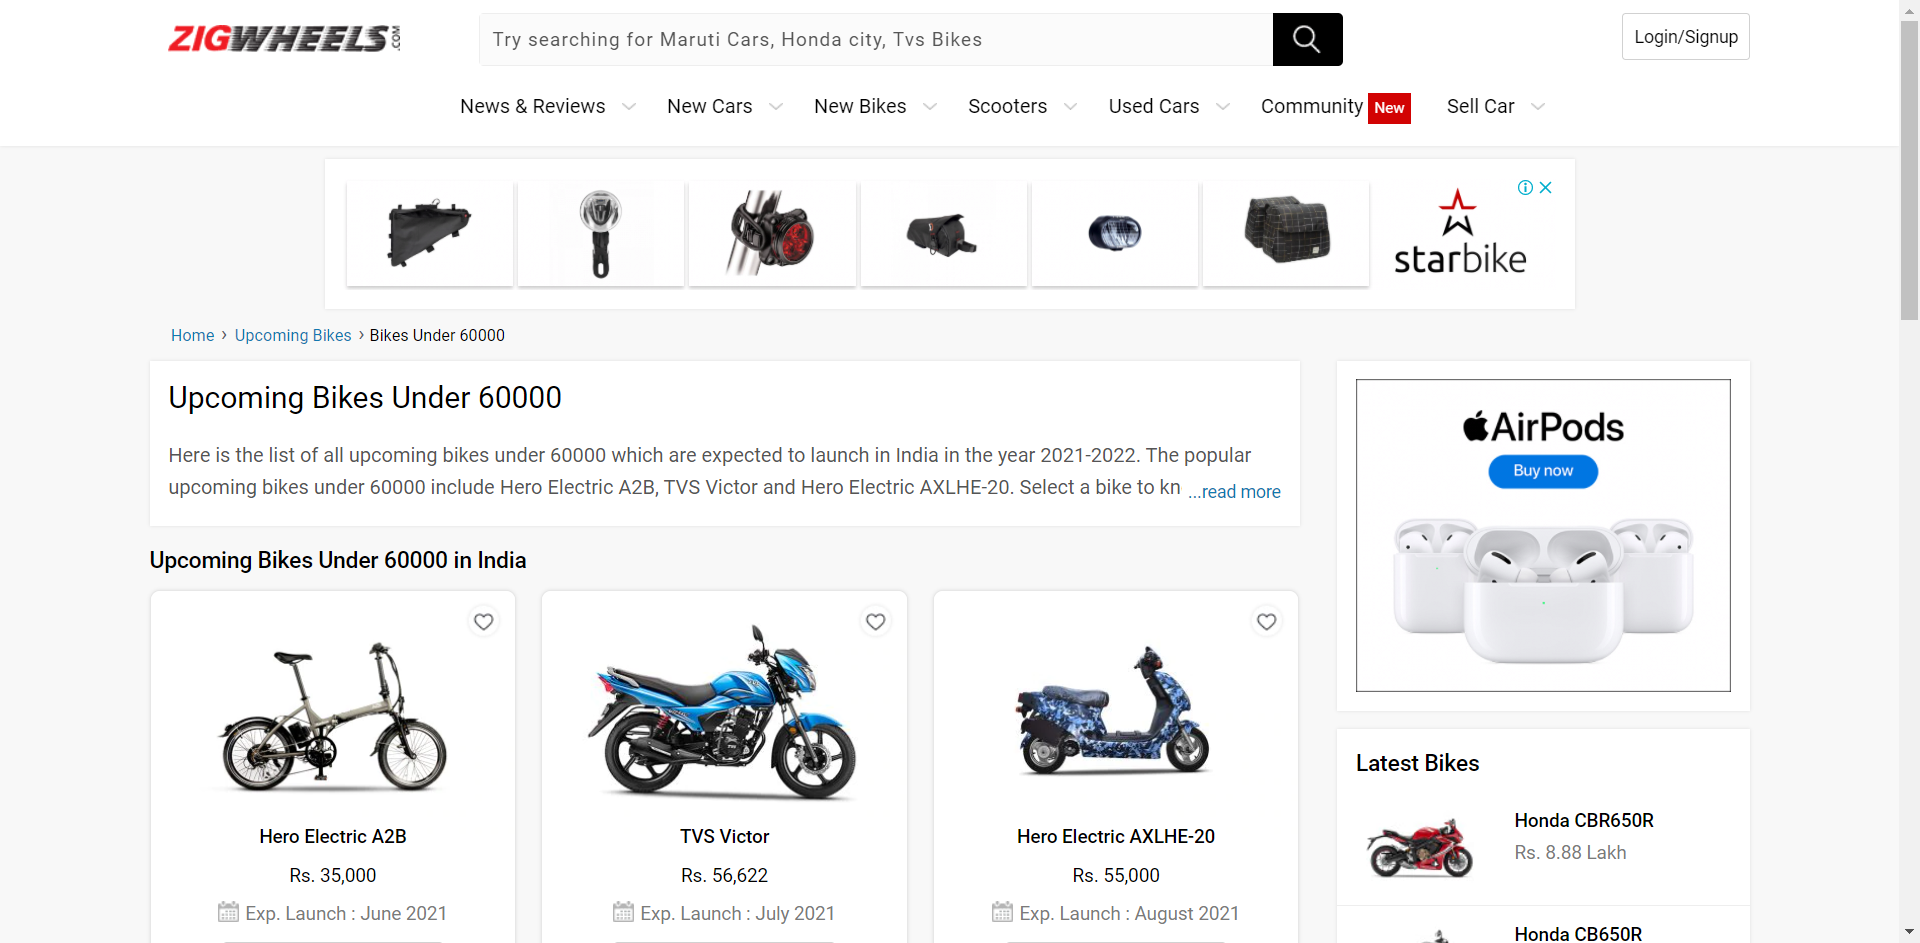 ZIGWHEELS.COM
Try searching for Maruti Cars, Honda city, Tvs Bikes
Login/Signup
News & Reviews
New Cars
New Bikes
Scooters
Used Cars
Community New
Sell Car
starbike
Home › Upcoming Bikes › Bikes Under 60000
Upcoming Bikes Under 60000
Here is the list of all upcoming bikes under 60000 which are expected to launch in India in the year 2021-2022. The popular
upcoming bikes under 60000 include Hero Electric A2B, TVS Victor and Hero Electric AXLHE-20. Select a bike to kn ...read more
Upcoming Bikes Under 60000 in India
Hero Electric A2B
Rs. 35,000
Exp. Launch : June 2021
TVS Victor
Rs. 56,622
Exp. Launch : July 2021
Hero Electric AXLHE-20
Rs. 55,000
Exp. Launch : August 2021
AirPods
Buy now
Latest Bikes
Honda CBR650R
Rs. 8.88 Lakh
Honda CB650R